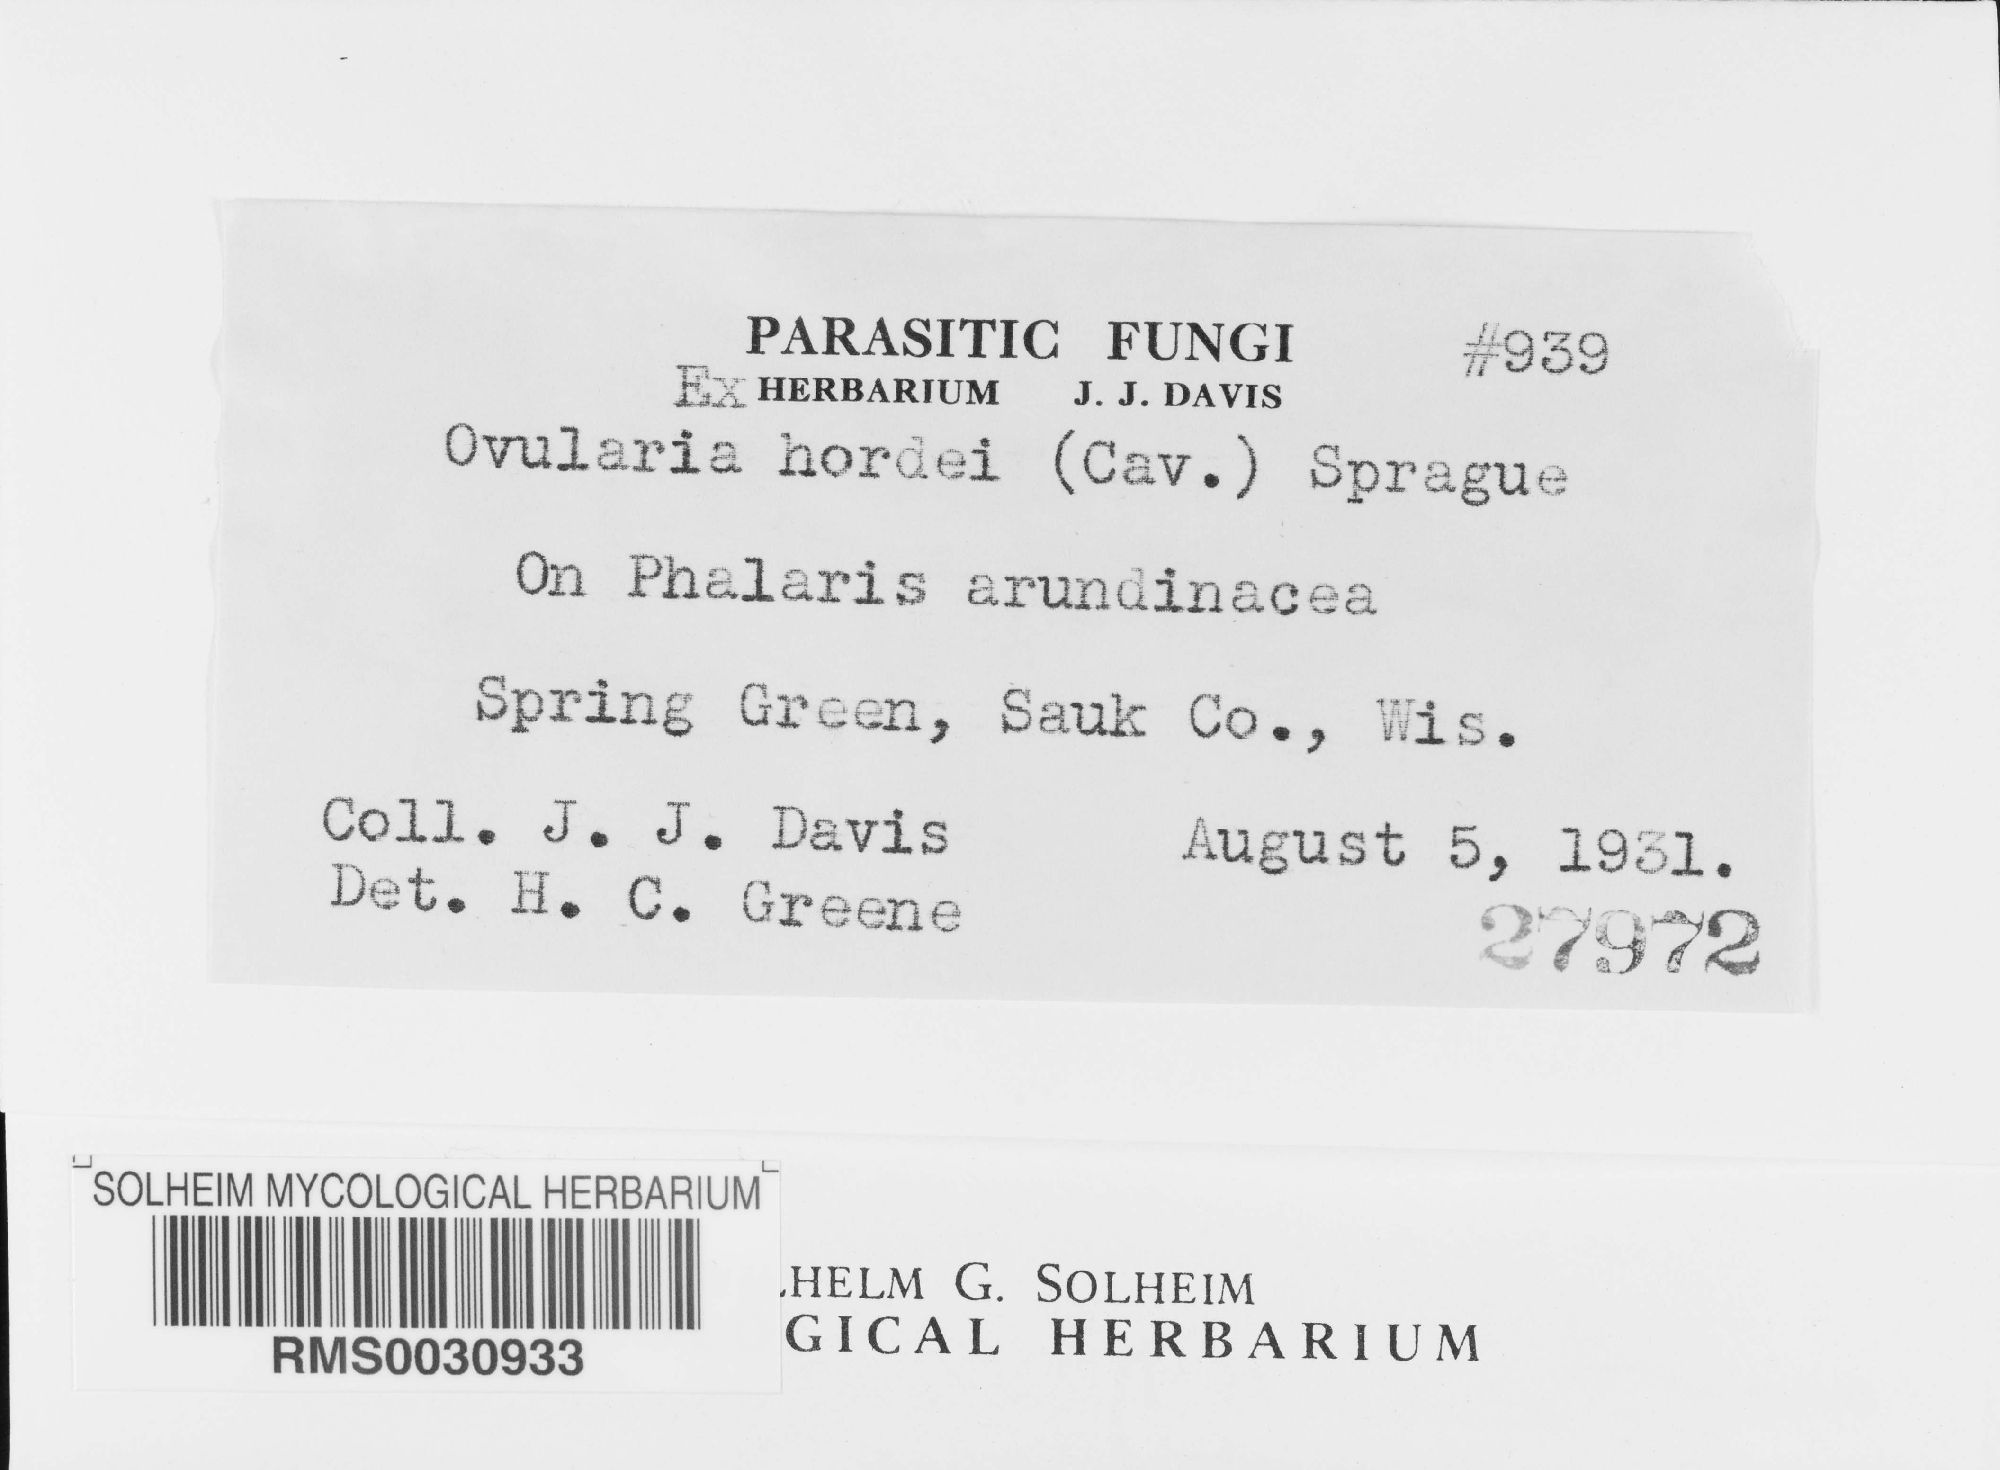 PARASITIC FUNGI #939
Ex HERBARIUM J. J. DAVIS
Ovularia hordei (Cav.) Sprague
On Phalaris arundinacea
Spring Green, Sauk Co., Wis.
Coll. J. J. Davis August 5, 1931.
Det. H. C. Greene
27972
SOLHEIM MYCOLOGICAL HERBARIUM
RMS0030933
HELM G. SOLHEIM
GICAL HERBARIUM